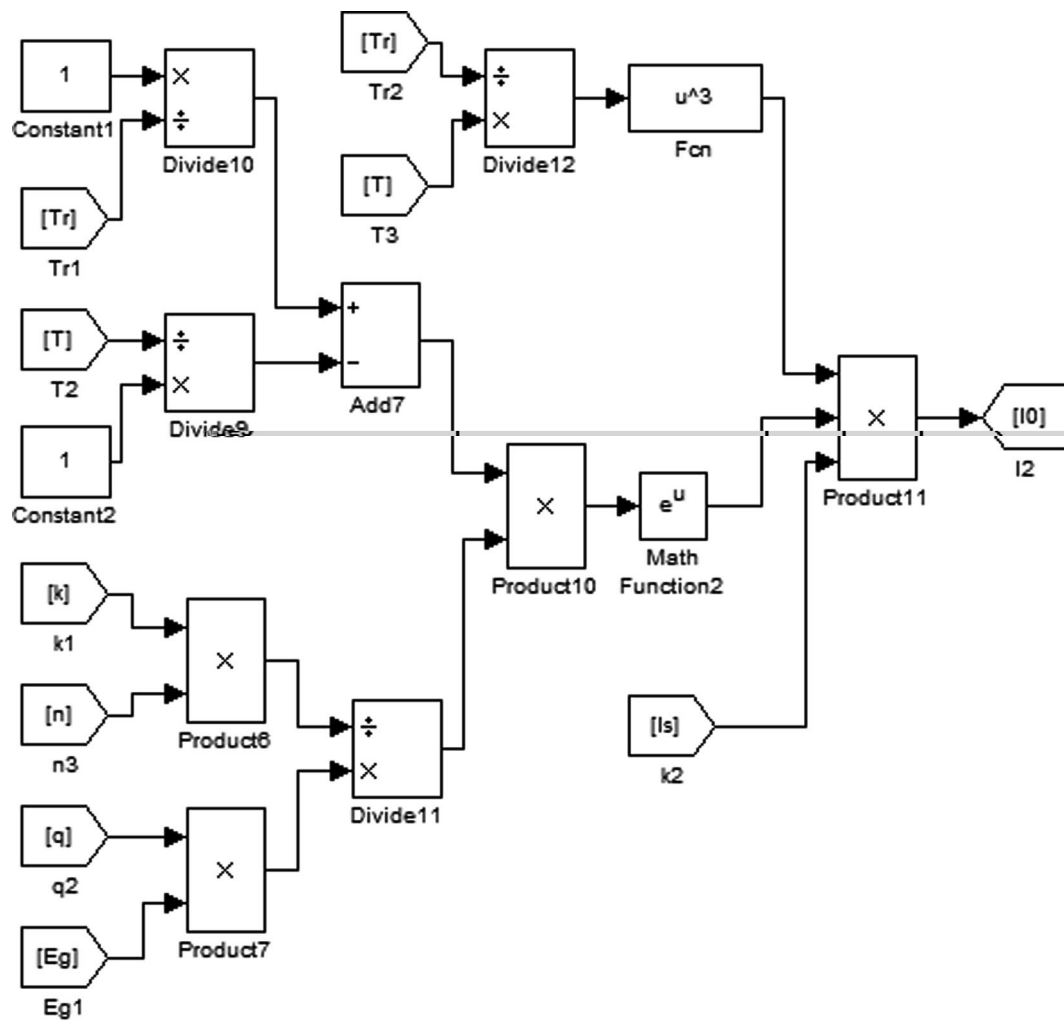 1
Constant1
×
÷
Divide10
[Tr]
Tr1
[Tr]
Tr2
[T]
T3
÷
×
Divide12
u^3
Fcn
[T]
T2
1
Constant2
÷
×
Divide9
+
−
Add7
×
Product10
e^u
Math
Function2
×
Product11
[I0]
I2
[k]
k1
[n]
n3
×
Product6
[q]
q2
[Eg]
Eg1
×
Product7
÷
×
Divide11
[Is]
k2